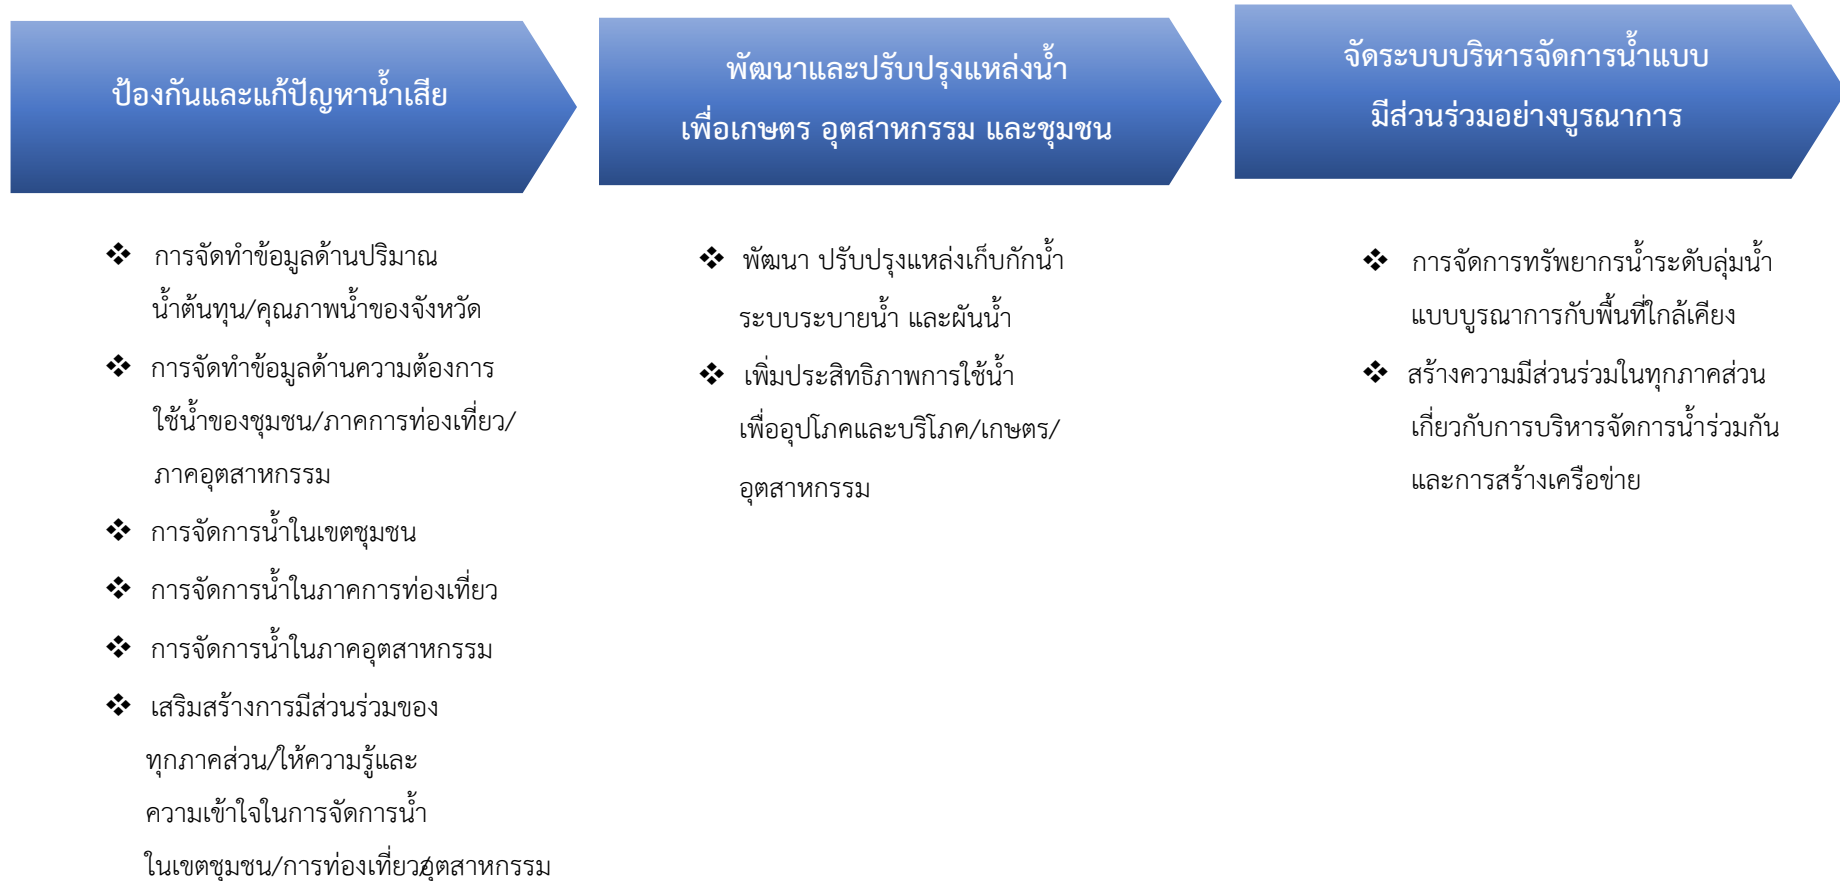 ป้องกันและแก้ปัญหาน้ำเสีย
❖ การจัดทำข้อมูลด้านปริมาณ
น้ำต้นทุน/คุณภาพน้ำของจังหวัด
❖ การจัดทำข้อมูลด้านความต้องการ
ใช้น้ำของชุมชน/ภาคการท่องเที่ยว/
ภาคอุตสาหกรรม
❖ การจัดการน้ำในเขตชุมชน
❖ การจัดการน้ำในภาคการท่องเที่ยว
❖ การจัดการน้ำในภาคอุตสาหกรรม
❖ เสริมสร้างการมีส่วนร่วมของ
ทุกภาคส่วน/ให้ความรู้และ
ความเข้าใจในการจัดการน้ำ
ในเขตชุมชน/การท่องเที่ยว/อุตสาหกรรม
พัฒนาและปรับปรุงแหล่งน้ำ
เพื่อเกษตร อุตสาหกรรม และชุมชน
❖ พัฒนา ปรับปรุงแหล่งเก็บกักน้ำ
ระบบระบายน้ำ และผันน้ำ
❖ เพิ่มประสิทธิภาพการใช้น้ำ
เพื่ออุปโภคและบริโภค/เกษตร/
อุตสาหกรรม
จัดระบบบริหารจัดการน้ำแบบ
มีส่วนร่วมอย่างบูรณาการ
❖ การจัดการทรัพยากรน้ำระดับลุ่มน้ำ
แบบบูรณาการกับพื้นที่ใกล้เคียง
❖ สร้างความมีส่วนร่วมในทุกภาคส่วน
เกี่ยวกับการบริหารจัดการน้ำร่วมกัน
และการสร้างเครือข่าย